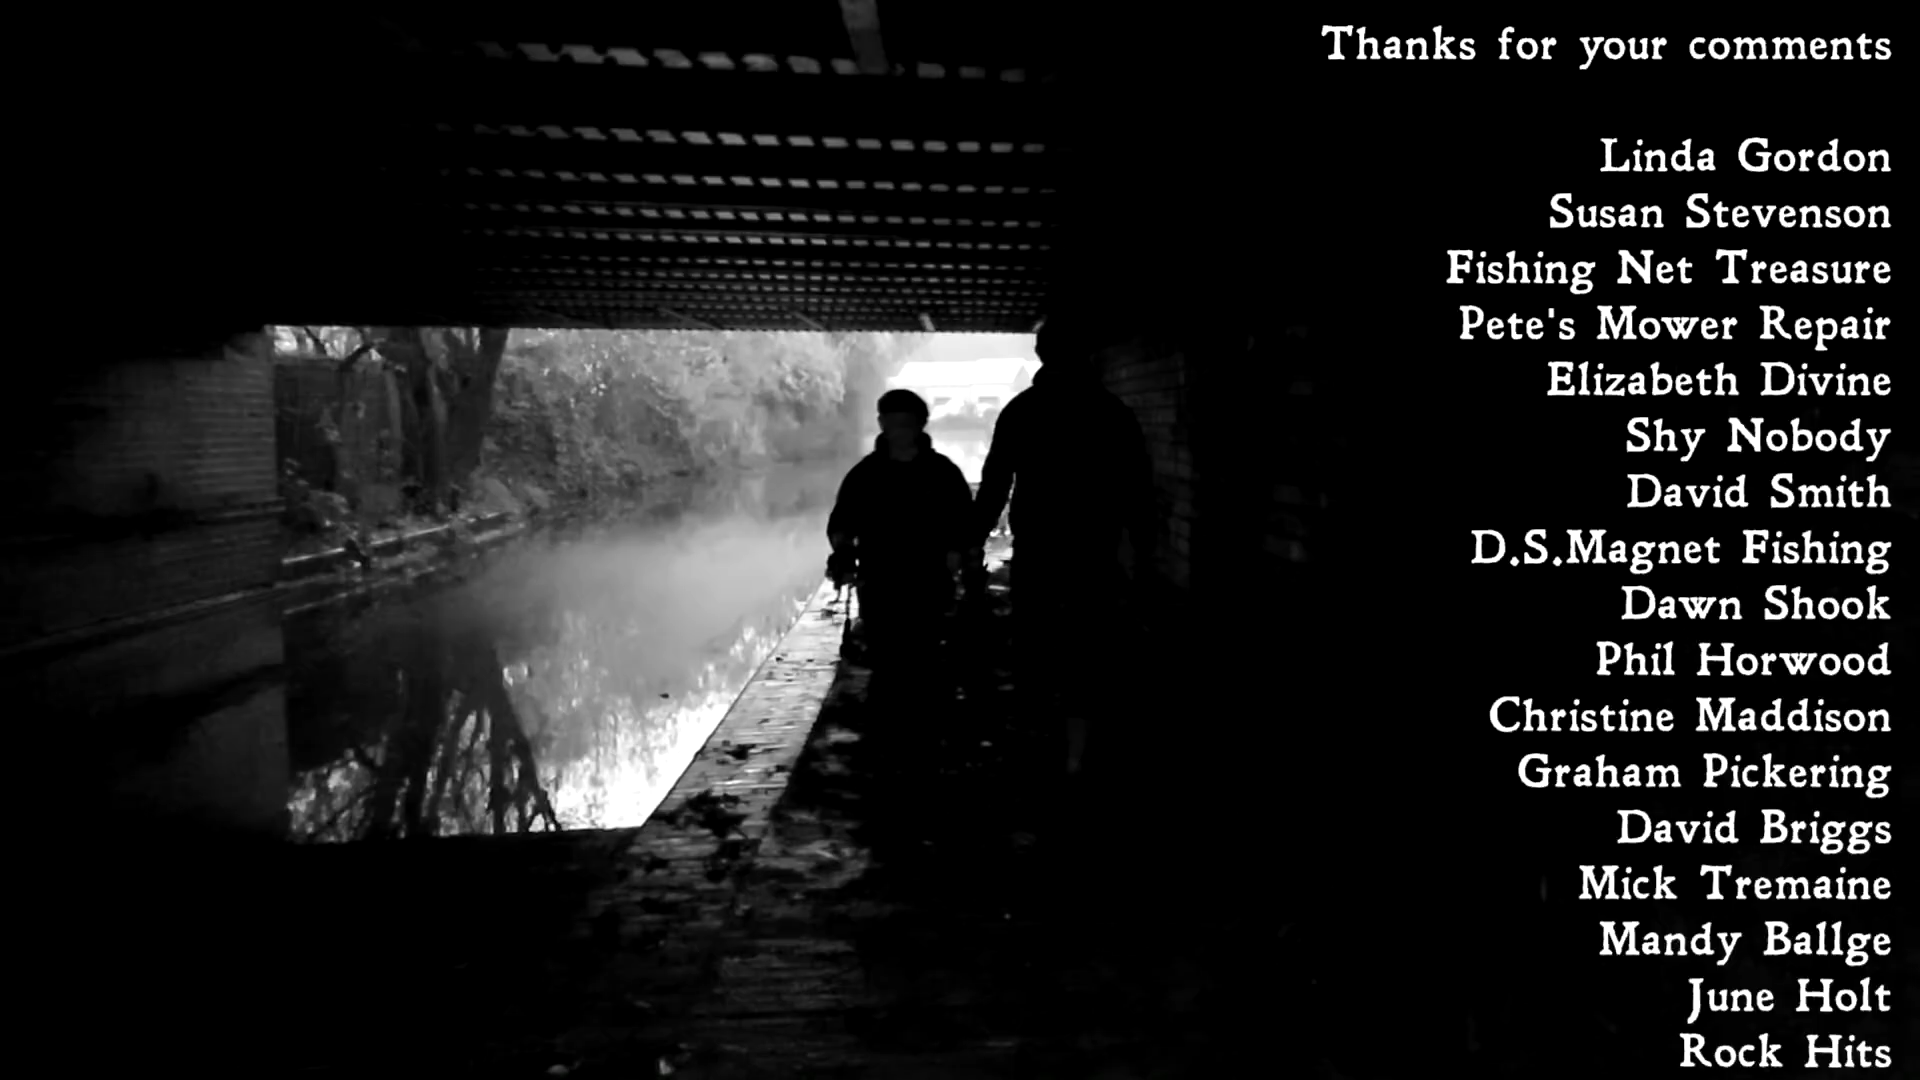 Thanks for your comments
Linda Gordon
Susan Stevenson
Fishing Net Treasure
Pete's Mower Repair
Elizabeth Divine
Shy Nobody
David Smith
D.S.Magnet Fishing
Dawn Shook
Phil Horwood
Christine Maddison
Graham Pickering
David Briggs
Mick Tremaine
Mandy Ballge
June Holt
Rock Hits